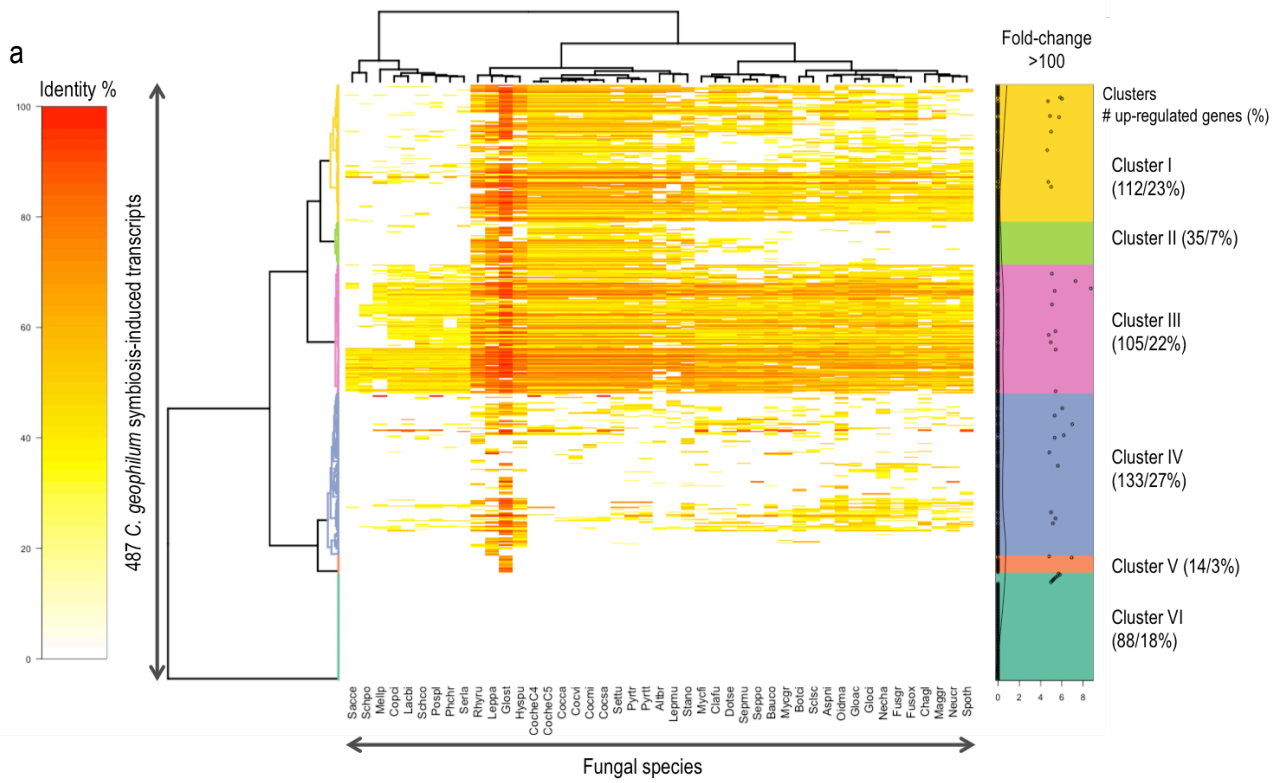 a
Identity %
100
80
60
40
20
0
487 C. geophilum symbiosis-induced transcripts
Fold-change
>100
Clusters
# up-regulated genes (%)
Cluster I
(112/23%)
Cluster II (35/7%)
Cluster III
(105/22%)
Cluster IV
(133/27%)
Cluster V (14/3%)
Cluster VI
(88/18%)
0 2 4 6 8
Sacce
Schpo
Mellp
Copci
Lacbi
Schco
Pospl
Phchr
Serla
Rhyru
Leppa
Glost
Hyspu
CocheC4
CocheC5
Cocca
Cocvi
Cocmi
Cocsa
Settu
Pyrtr
Pyrtt
Altbr
Lepmu
Stano
Mycfi
Clafu
Dotse
Sepmu
Seppo
Bauco
Mycgr
Botci
Sclsc
Aspni
Oidma
Gloac
Gloci
Necha
Fusgr
Fusox
Chagl
Maggr
Neucr
Spoth
Fungal species